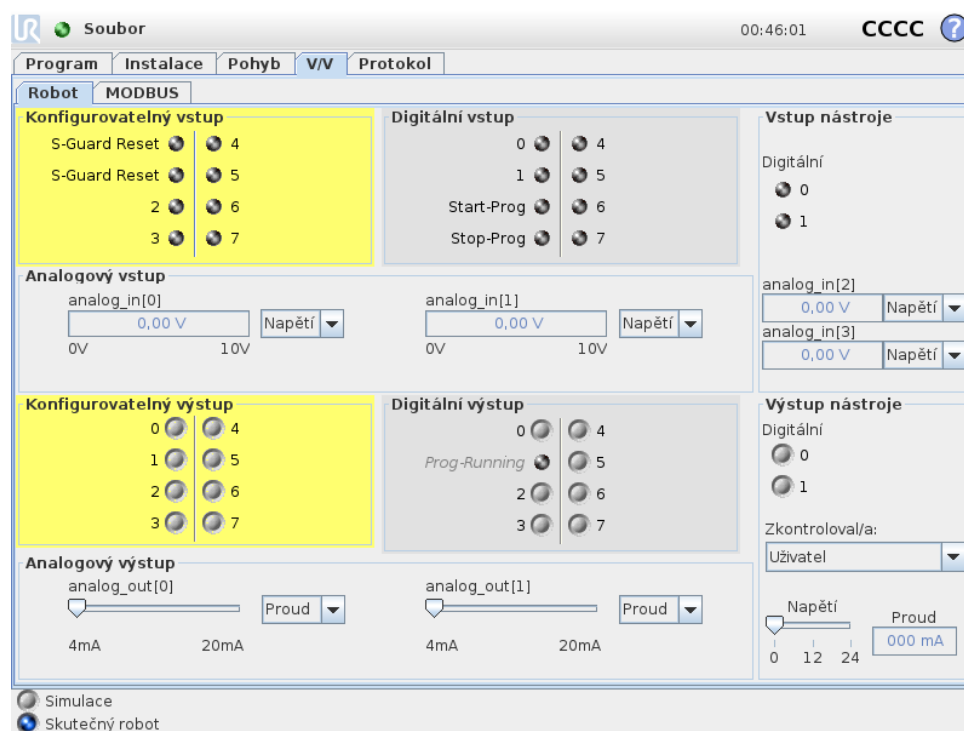 UR Soubor 00:46:01 CCCC ?
Program Instalace Pohyb V/V Protokol
Robot MODBUS
Konfigurovatelný vstup
S-Guard Reset 4
S-Guard Reset 5
2 6
3 7
Digitální vstup
0 4
1 5
Start-Prog 6
Stop-Prog 7
Vstup nástroje
Digitální
0
1
analog_in[2]
0,00 V Napětí
analog_in[3]
0,00 V Napětí
Analogový vstup
analog_in[0]
0,00 V Napětí
0V 10V
analog_in[1]
0,00 V Napětí
0V 10V
Konfigurovatelný výstup
0 4
1 5
2 6
3 7
Digitální výstup
0 4
Prog-Running 5
2 6
3 7
Výstup nástroje
Digitální
0
1
Zkontroloval/a:
Uživatel
Napětí
0 12 24
Proud
000 mA
Analogový výstup
analog_out[0]
Proud
4mA 20mA
analog_out[1]
Proud
4mA 20mA
Simulace
Skutečný robot